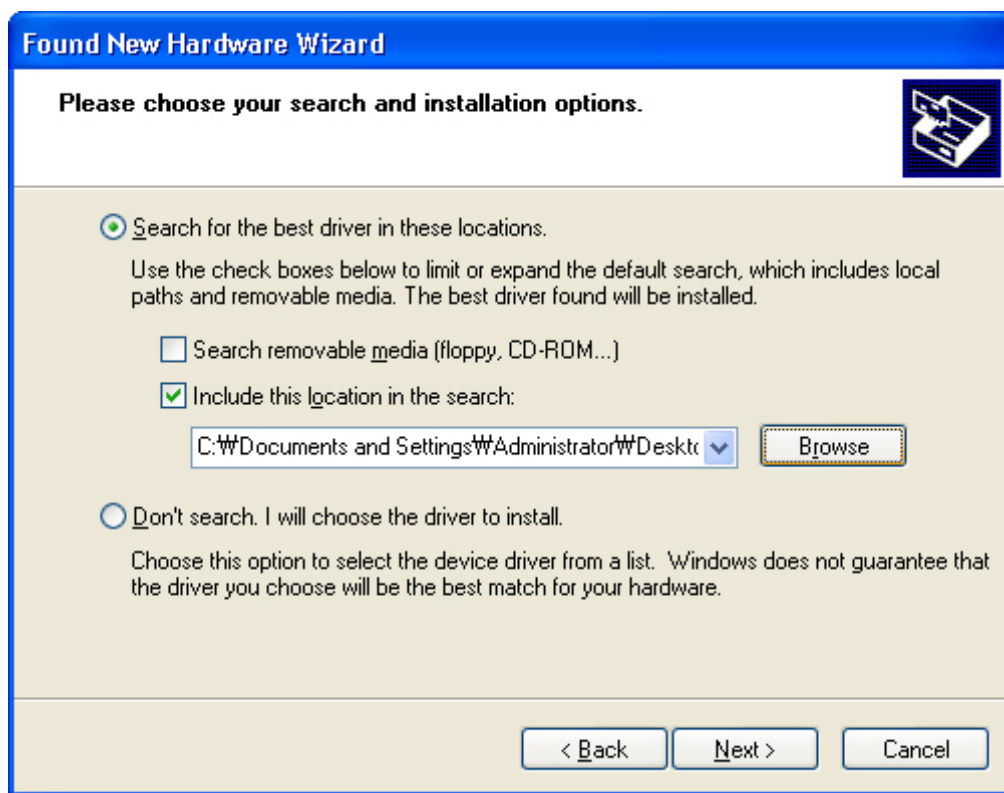 Found New Hardware Wizard
Please choose your search and installation options.
Search for the best driver in these locations.
Use the check boxes below to limit or expand the default search, which includes local
paths and removable media. The best driver found will be installed.
Search removable media (floppy, CD-ROM...)
Include this location in the search:
C:₩Documents and Settings₩Administrator₩Deskto
Browse
Don't search. I will choose the driver to install.
Choose this option to select the device driver from a list. Windows does not guarantee that
the driver you choose will be the best match for your hardware.
< Back
Next >
Cancel